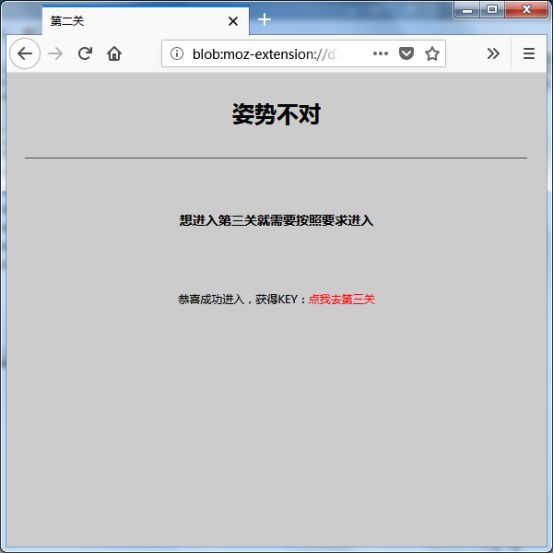 第二关
blob:moz-extension://d
姿势不对
想进入第三关就需要按照要求进入
恭喜成功进入，获得KEY：点我去第三关